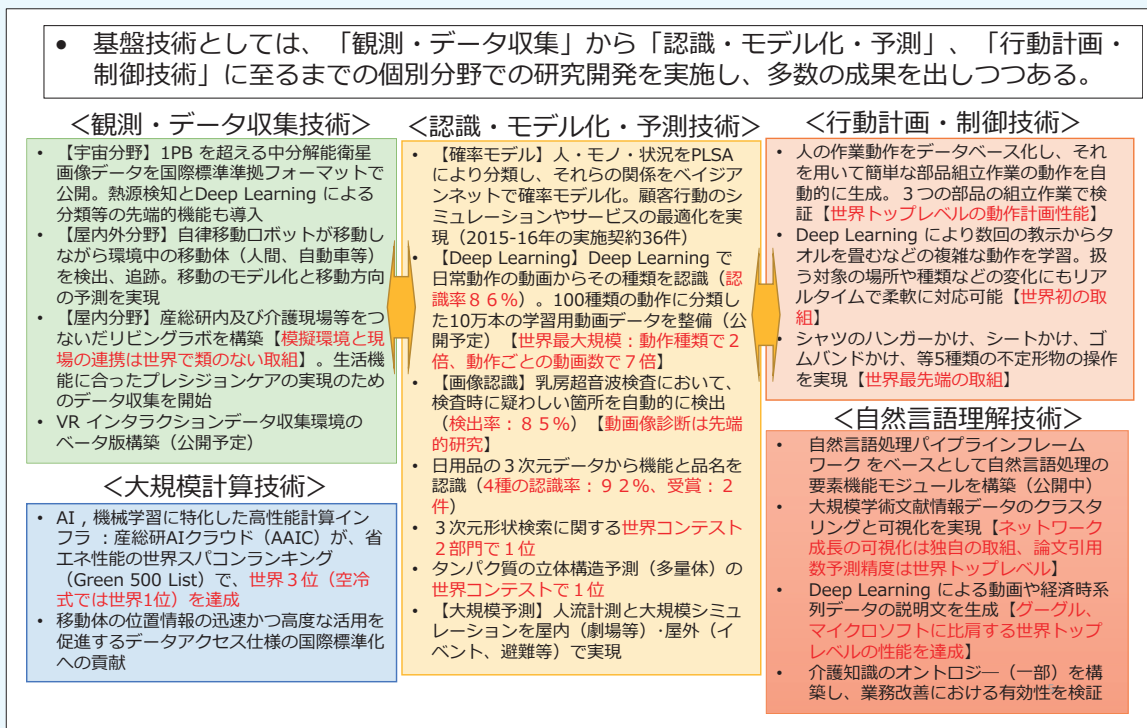 • 基盤技術としては、「観測・データ収集」から「認識・モデル化・予測」、「行動計画・
制御技術」に至るまでの個別分野での研究開発を実施し、多数の成果を出しつつある。
＜観測・データ収集技術＞
• 【宇宙分野】1PB を超える中分解能衛星
画像データを国際標準準拠フォーマットで
公開。熱源検知とDeep Learning による
分類等の先端的機能も導入
• 【屋内外分野】自律移動ロボットが移動し
ながら環境中の移動体（人間、自動車等）
を検出、追跡。移動のモデル化と移動方向
の予測を実現
• 【屋内分野】産総研内及び介護現場等をつ
ないだリビングラボを構築【模擬環境と現
場の連携は世界で類のない取組】。生活機
能に合ったプレシジョンケアの実現のため
のデータ収集を開始
• VR インタラクションデータ収集環境の
ベータ版構築（公開予定）
＜大規模計算技術＞
• AI , 機械学習に特化した高性能計算イン
フラ ：産総研AIクラウド（AAIC）が、省
エネ性能の世界スパコンランキング
（Green 500 List）で、世界３位（空冷
式では世界1位）を達成
• 移動体の位置情報の迅速かつ高度な活用を
促進するデータアクセス仕様の国際標準化
への貢献
＜認識・モデル化・予測技術＞
• 【確率モデル】人・モノ・状況をPLSA
により分類し、それらの関係をベイジア
ンネットで確率モデル化。顧客行動のシ
ミュレーションやサービスの最適化を実
現（2015-16年の実施契約36件）
• 【Deep Learning】Deep Learning で
日常動作の動画からその種類を認識（認
識率８６％）。100種類の動作に分類し
た10万本の学習用動画データを整備（公
開予定）【世界最大規模：動作種類で２
倍、動作ごとの動画数で７倍】
• 【画像認識】乳房超音波検査において、
検査時に疑わしい箇所を自動的に検出
（検出率：８５％）【動画像診断は先端
的研究】
• 日用品の３次元データから機能と品名を
認識（4種の認識率：９２％、受賞：２
件）
• ３次元形状検索に関する世界コンテスト
２部門で１位
• タンパク質の立体構造予測（多量体）の
世界コンテストで１位
• 【大規模予測】人流計測と大規模シミュ
レーションを屋内（劇場等）･屋外（イ
ベント、避難等）で実現
＜行動計画・制御技術＞
• 人の作業動作をデータベース化し、それ
を用いて簡単な部品組立作業の動作を自
動的に生成。３つの部品の組立作業で検
証【世界トップレベルの動作計画性能】
• Deep Learning により数回の教示からタ
オルを畳むなどの複雑な動作を学習。扱
う対象の場所や種類などの変化にもリア
ルタイムで柔軟に対応可能【世界初の取
組】
• シャツのハンガーかけ、シートかけ、ゴ
ムバンドかけ、等5種類の不定形物の操作
を実現【世界最先端の取組】
＜自然言語理解技術＞
• 自然言語処理パイプラインフレーム
ワーク をベースとして自然言語処理の
要素機能モジュールを構築（公開中）
• 大規模学術文献情報データのクラスタ
リングと可視化を実現【ネットワーク
成長の可視化は独自の取組、論文引用
数予測精度は世界トップレベル】
• Deep Learning による動画や経済時系
列データの説明文を生成【グーグル、
マイクロソフトに比肩する世界トップ
レベルの性能を達成】
• 介護知識のオントロジ―（一部）を構
築し、業務改善における有効性を検証